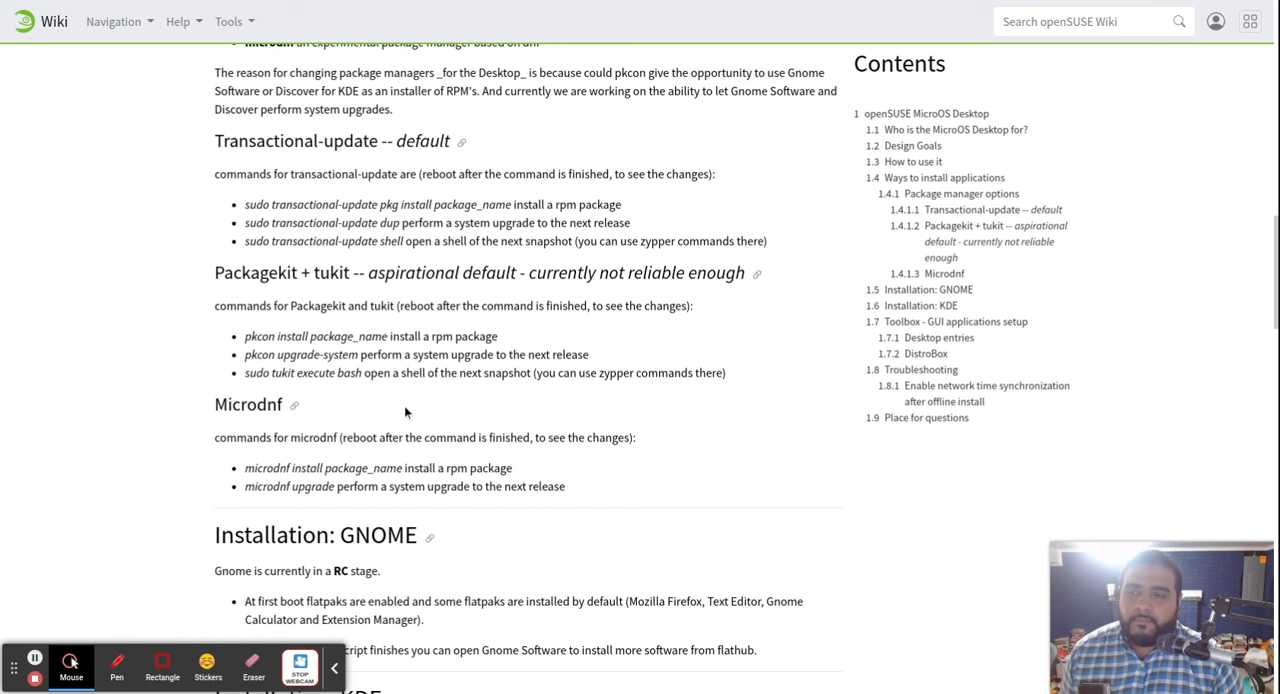 Wiki Navigation Help Tools Search openSUSE Wiki
microdnf an experimental package manager based on dnf
The reason for changing package managers _for the Desktop_ is because could pkcon give the opportunity to use Gnome
Software or Discover for KDE as an installer of RPM's. And currently we are working on the ability to let Gnome Software and
Discover perform system upgrades.
Transactional-update -- default
commands for transactional-update are (reboot after the command is finished, to see the changes):
sudo transactional-update pkg install package_name install a rpm package
sudo transactional-update dup perform a system upgrade to the next release
sudo transactional-update shell open a shell of the next snapshot (you can use zypper commands there)
Packagekit + tukit -- aspirational default - currently not reliable enough
commands for Packagekit and tukit (reboot after the command is finished, to see the changes):
pkcon install package_name install a rpm package
pkcon upgrade-system perform a system upgrade to the next release
sudo tukit execute bash open a shell of the next snapshot (you can use zypper commands there)
Microdnf
commands for microdnf (reboot after the command is finished, to see the changes):
microdnf install package_name install a rpm package
microdnf upgrade perform a system upgrade to the next release
Installation: GNOME
Gnome is currently in a RC stage.
At first boot flatpaks are enabled and some flatpaks are installed by default (Mozilla Firefox, Text Editor, Gnome
Calculator and Extension Manager).
script finishes you can open Gnome Software to install more software from flathub.
Contents
1 openSUSE MicroOS Desktop
1.1 Who is the MicroOS Desktop for?
1.2 Design Goals
1.3 How to use it
1.4 Ways to install applications
1.4.1 Package manager options
1.4.1.1 Transactional-update -- default
1.4.1.2 Packagekit + tukit -- aspirational
default - currently not reliable
enough
1.4.1.3 Microdnf
1.5 Installation: GNOME
1.6 Installation: KDE
1.7 Toolbox - GUI applications setup
1.7.1 Desktop entries
1.7.2 DistroBox
1.8 Troubleshooting
1.8.1 Enable network time synchronization
after offline install
1.9 Place for questions
Mouse Pen Rectangle Stickers Eraser STOP
WEBCAM